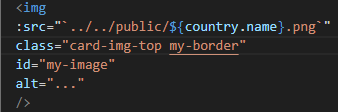 <img
:src="`../../public/${country.name}.png`"
class="card-img-top my-border"
id="my-image"
alt="..."
/>